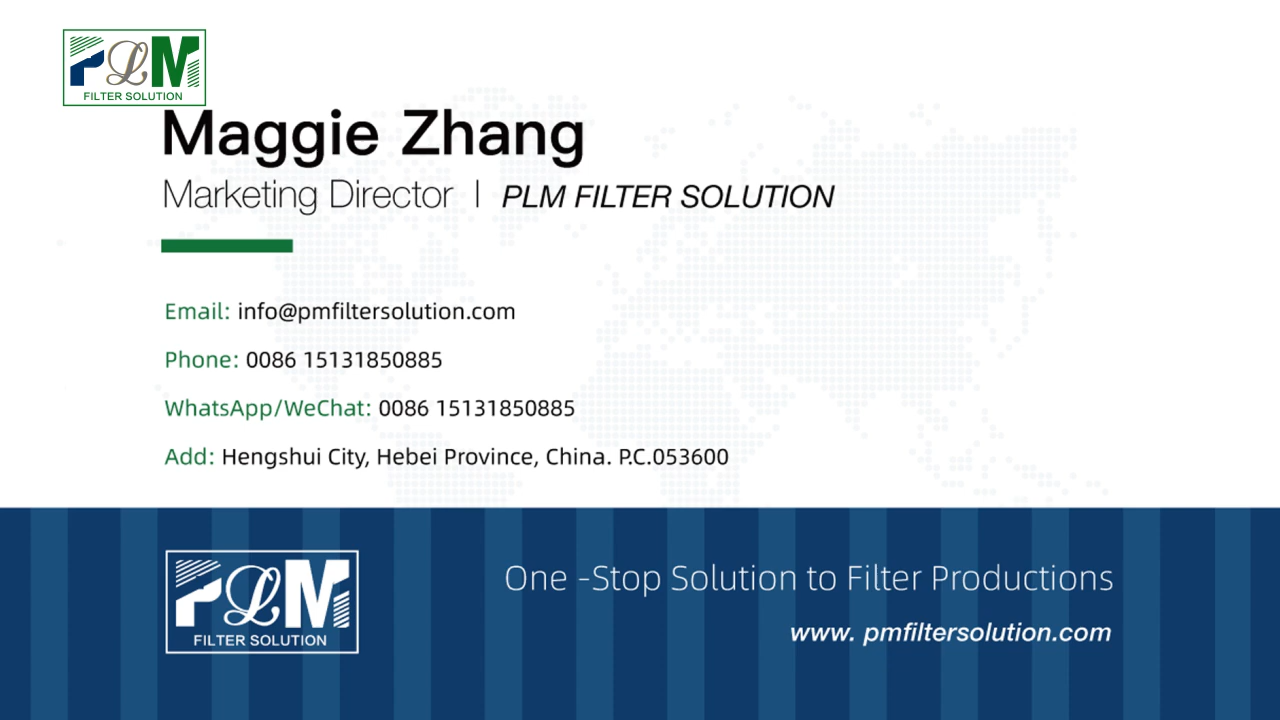 PLM
FILTER SOLUTION
Maggie Zhang
Marketing Director | PLM FILTER SOLUTION
Email: info@pmfiltersolution.com
Phone: 0086 15131850885
WhatsApp/WeChat: 0086 15131850885
Add: Hengshui City, Hebei Province, China. P.C.053600
PLM
FILTER SOLUTION
One -Stop Solution to Filter Productions
www. pmfiltersolution.com